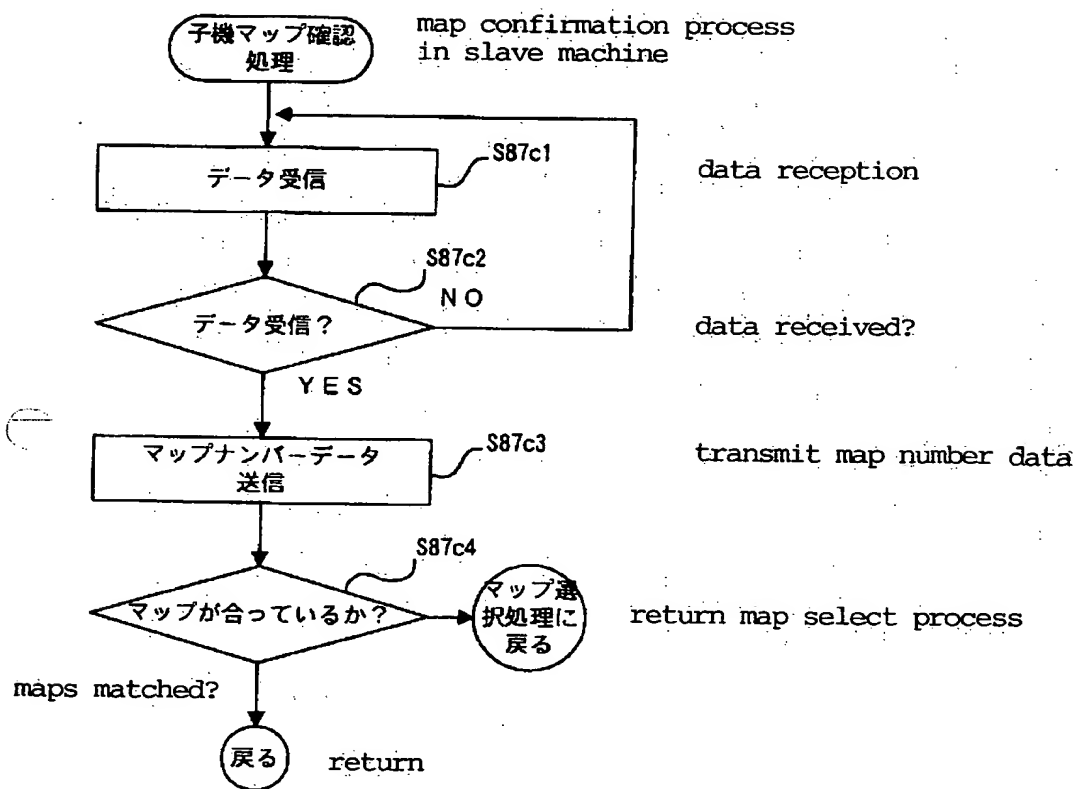 子機マップ確認
処理
map confirmation process
in slave machine
S87c1
データ受信
data reception
S87c2
NO
データ受信?
data received?
YES
S87c3
マップナンバーデータ
送信
transmit map number data
S87c4
マップが合っているか?
マップ選
択処理に
戻る
return map select process
maps matched?
戻る
return